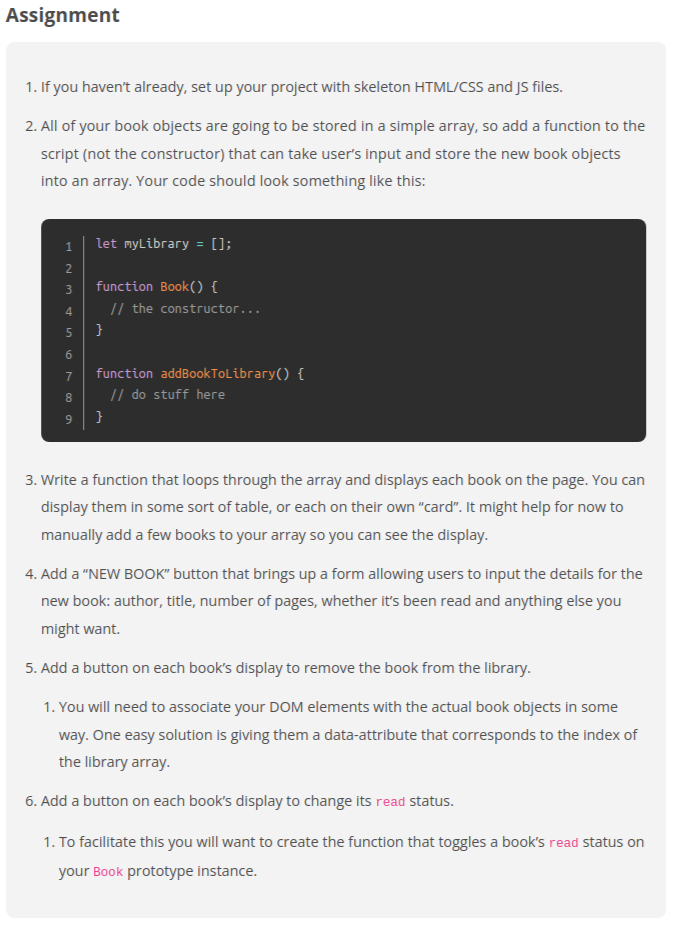 Assignment
1. If you haven’t already, set up your project with skeleton HTML/CSS and JS files.
2. All of your book objects are going to be stored in a simple array, so add a function to the
script (not the constructor) that can take user’s input and store the new book objects
into an array. Your code should look something like this:
1 let myLibrary = [];
2
3 function Book() {
4   // the constructor...
5 }
6
7 function addBookToLibrary() {
8   // do stuff here
9 }
3. Write a function that loops through the array and displays each book on the page. You can
display them in some sort of table, or each on their own “card”. It might help for now to
manually add a few books to your array so you can see the display.
4. Add a “NEW BOOK” button that brings up a form allowing users to input the details for the
new book: author, title, number of pages, whether it’s been read and anything else you
might want.
5. Add a button on each book’s display to remove the book from the library.
1. You will need to associate your DOM elements with the actual book objects in some
way. One easy solution is giving them a data-attribute that corresponds to the index of
the library array.
6. Add a button on each book’s display to change its read status.
1. To facilitate this you will want to create the function that toggles a book’s read status on
your Book prototype instance.